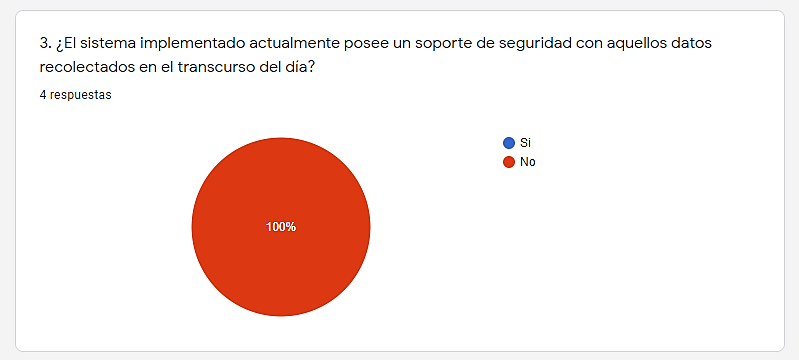 3. ¿El sistema implementado actualmente posee un soporte de seguridad con aquellos datos
recolectados en el transcurso del día?
4 respuestas
Si
No
100%